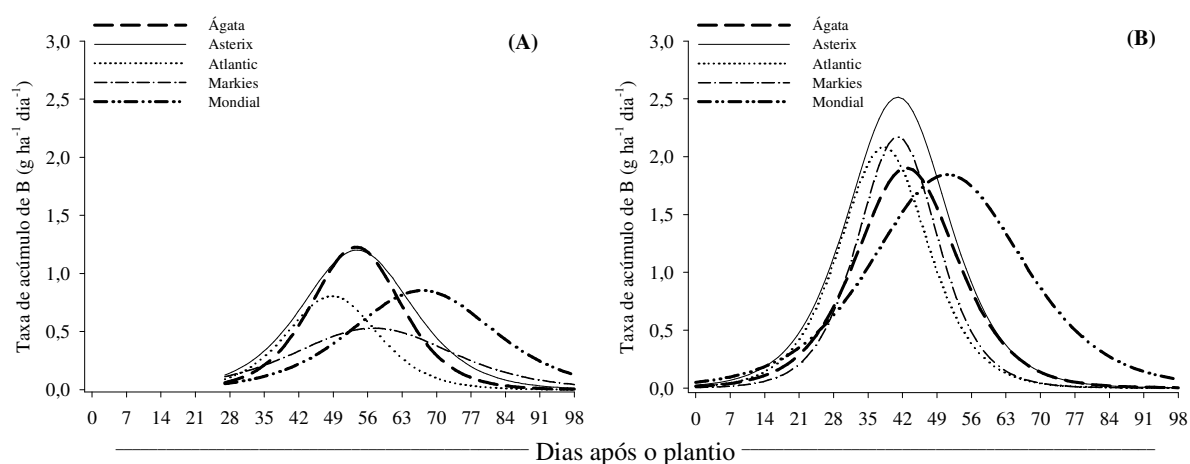 Ágata
Asterix
Atlantic
Markies
Mondial
(A)
Taxa de acúmulo de B (g ha⁻¹ dia⁻¹)
3,0
2,5
2,0
1,5
1,0
0,5
0,0
0 7 14 21 28 35 42 49 56 63 70 77 84 91 98
Ágata
Asterix
Atlantic
Markies
Mondial
(B)
Taxa de acúmulo de B (g ha⁻¹ dia⁻¹)
3,0
2,5
2,0
1,5
1,0
0,5
0,0
0 7 14 21 28 35 42 49 56 63 70 77 84 91 98
Dias após o plantio